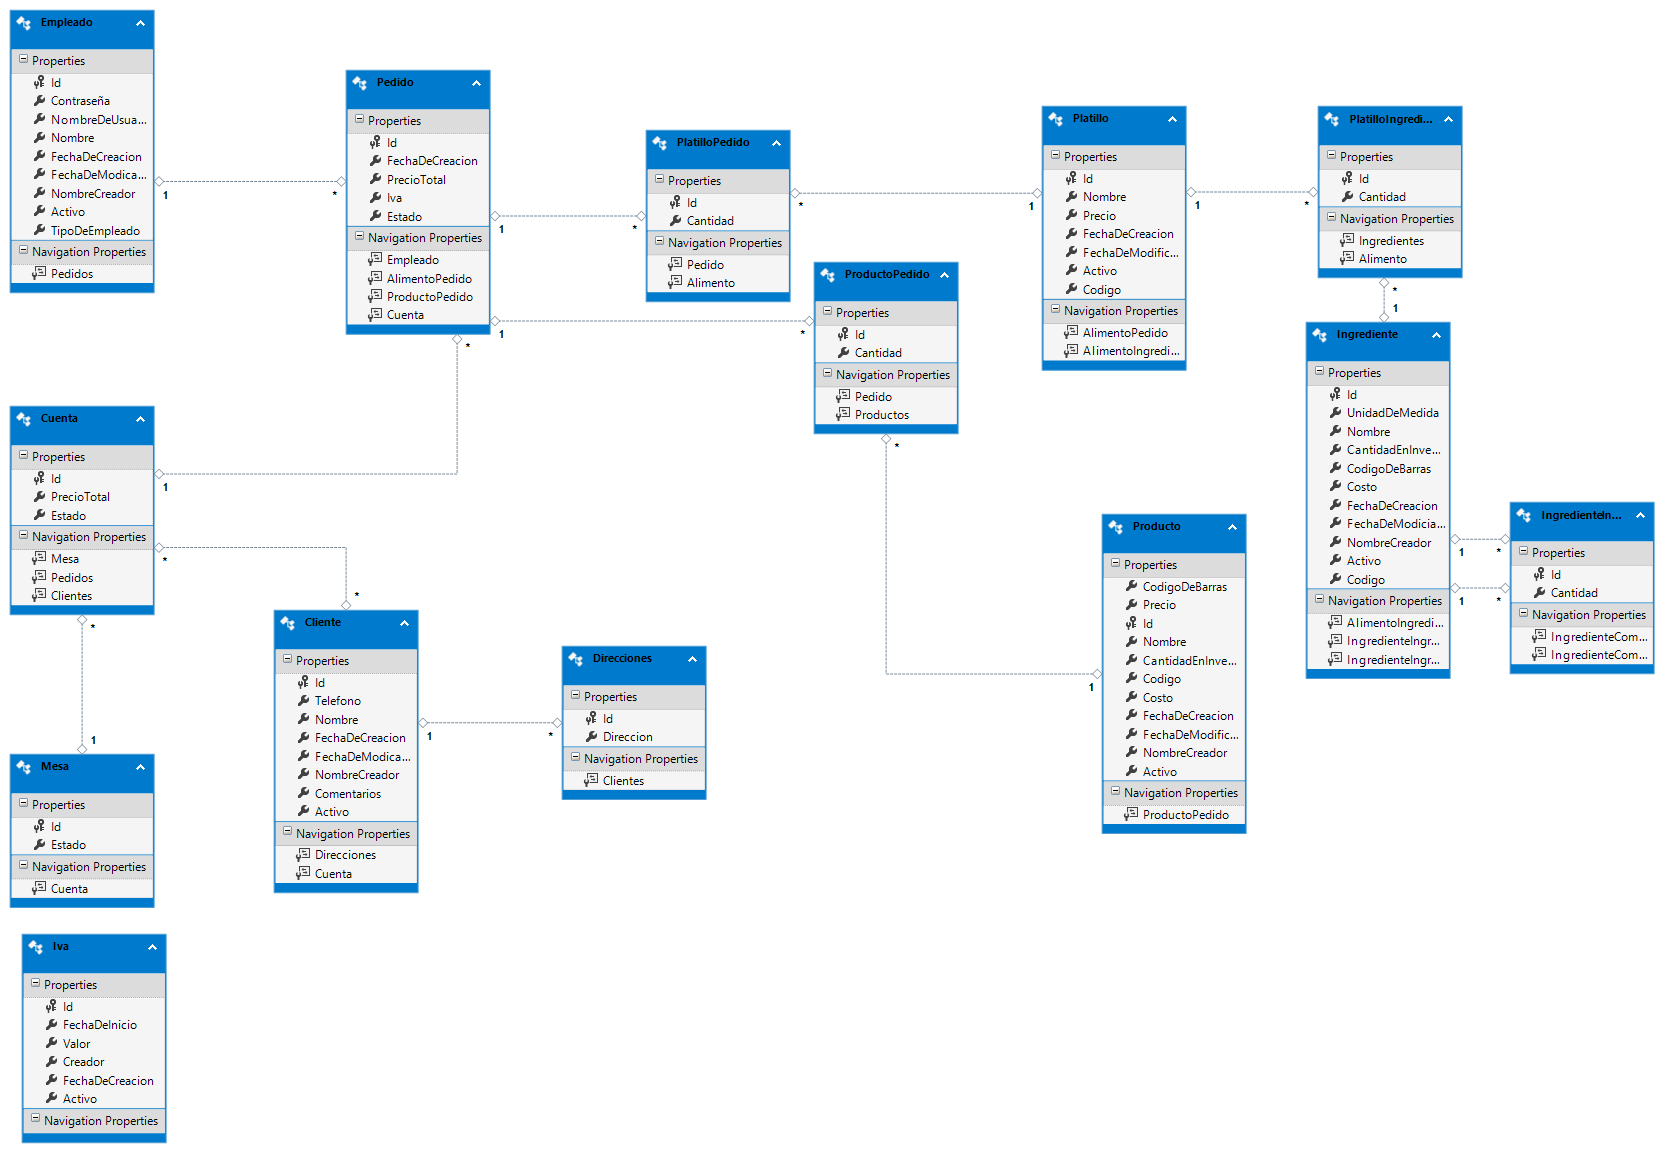 Empleado
Properties
Id
Contraseña
NombreDeUsua...
Nombre
FechaDeCreacion
FechaDeModica...
NombreCreador
Activo
TipoDeEmpleado
Navigation Properties
Pedidos
1
*
Pedido
Properties
Id
FechaDeCreacion
PrecioTotal
Iva
Estado
Navigation Properties
Empleado
AlimentoPedido
ProductoPedido
Cuenta
1
*
1
*
*
1
PlatilloPedido
Properties
Id
Cantidad
Navigation Properties
Pedido
Alimento
*
1
ProductoPedido
Properties
Id
Cantidad
Navigation Properties
Pedido
Productos
*
1
Platillo
Properties
Id
Nombre
Precio
FechaDeCreacion
FechaDeModific...
Activo
Codigo
Navigation Properties
AlimentoPedido
AlimentoIngredi...
1
*
PlatilloIngredi...
Properties
Id
Cantidad
Navigation Properties
Ingredientes
Alimento
*
1
Ingrediente
Properties
Id
UnidadDeMedida
Nombre
CantidadEnInve...
CodigoDeBarras
Costo
FechaDeCreacion
FechaDeModicia...
NombreCreador
Activo
Codigo
Navigation Properties
AlimentoIngredi...
IngredienteIngr...
IngredienteIngr...
1
*
1
*
IngredienteIn...
Properties
Id
Cantidad
Navigation Properties
IngredienteCom...
IngredienteCom...
Cuenta
Properties
Id
PrecioTotal
Estado
Navigation Properties
Mesa
Pedidos
Clientes
*
*
*
1
Cliente
Properties
Id
Telefono
Nombre
FechaDeCreacion
FechaDeModica...
NombreCreador
Comentarios
Activo
Navigation Properties
Direcciones
Cuenta
1
*
Direcciones
Properties
Id
Direccion
Navigation Properties
Clientes
Producto
Properties
CodigoDeBarras
Precio
Id
Nombre
CantidadEnInve...
Codigo
Costo
FechaDeCreacion
FechaDeModific...
NombreCreador
Activo
Navigation Properties
ProductoPedido
Mesa
Properties
Id
Estado
Navigation Properties
Cuenta
Iva
Properties
Id
FechaDeInicio
Valor
Creador
FechaDeCreacion
Activo
Navigation Properties